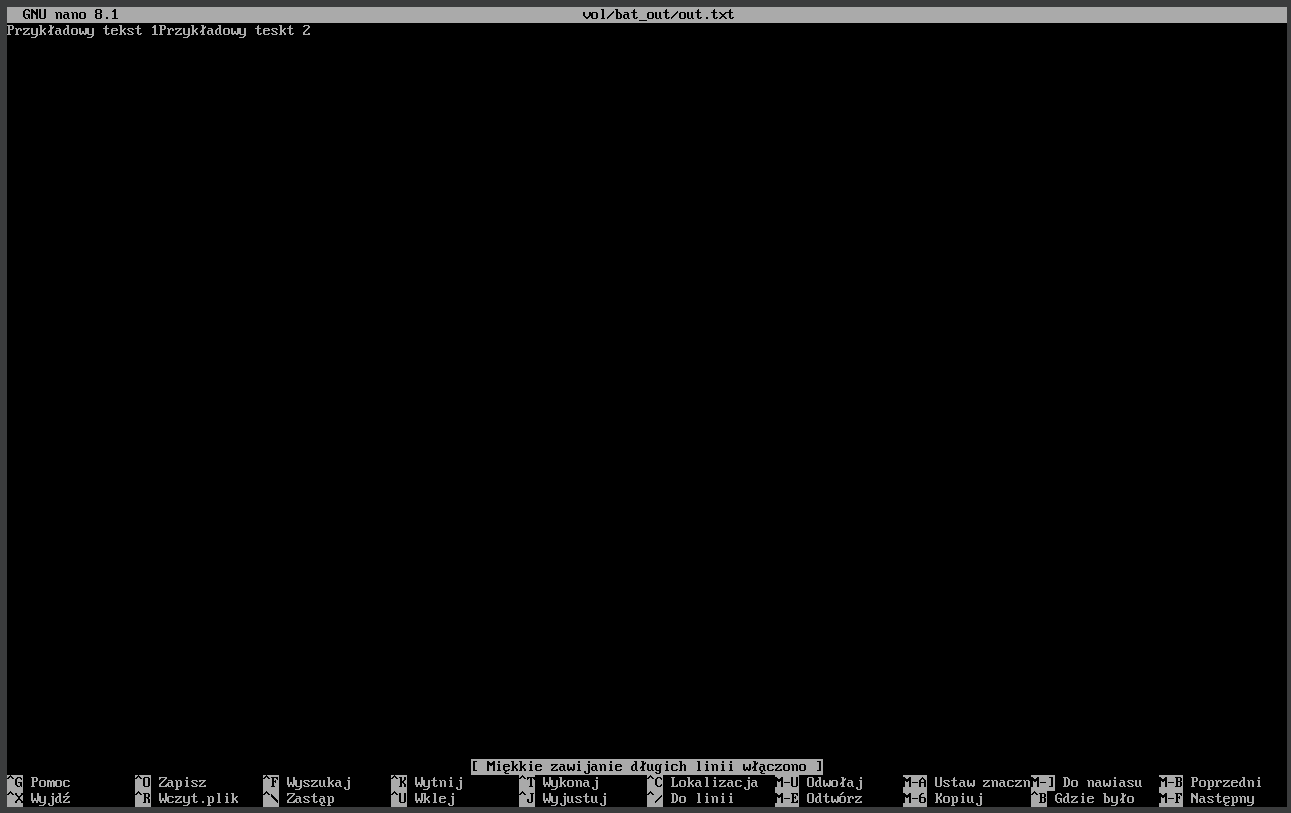 GNU nano 8.1 vol/bat_out/out.txt
Przykładowy tekst 1Przykładowy teskt 2
[ Miękkie zawijanie długich linii włączono ]
^G Pomoc ^O Zapisz ^F Wyszukaj ^K Wytnij ^T Wykonaj ^C Lokalizacja M-U Odwołaj M-A Ustaw znacznM-] Do nawiasu M-B Poprzedni
^X Wyjdź ^R Wczyt.plik ^\ Zastąp ^U Wklej ^J Wyjustuj ^/ Do linii M-E Odtwórz M-6 Kopiuj ^B Gdzie było M-F Następny